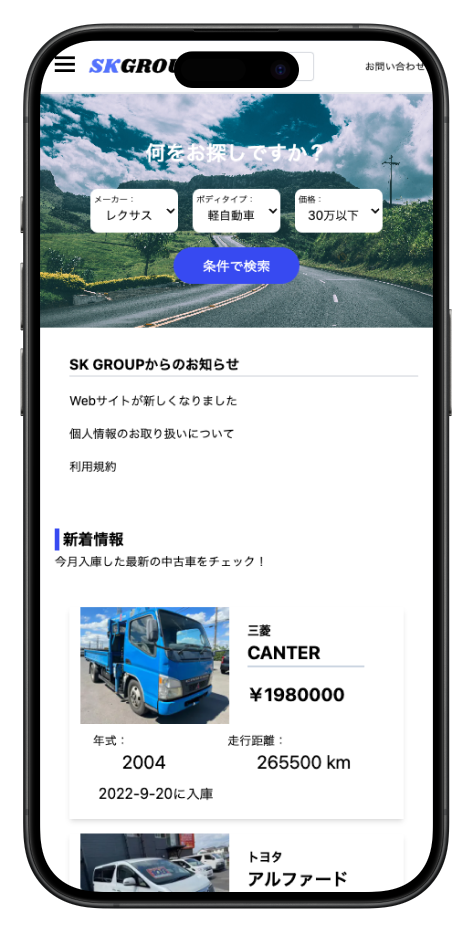 SKGROU
お問い合わせ
何をお探しですか？
メーカー： ボディタイプ： 価格：
レクサス 軽自動車 30万以下
条件で検索
SK GROUPからのお知らせ
Webサイトが新しくなりました
個人情報のお取り扱いについて
利用規約
新着情報
今月入庫した最新の中古車をチェック！
三菱
CANTER
￥1980000
年式： 走行距離：
2004 265500 km
2022-9-20に入庫
トヨタ
アルファード